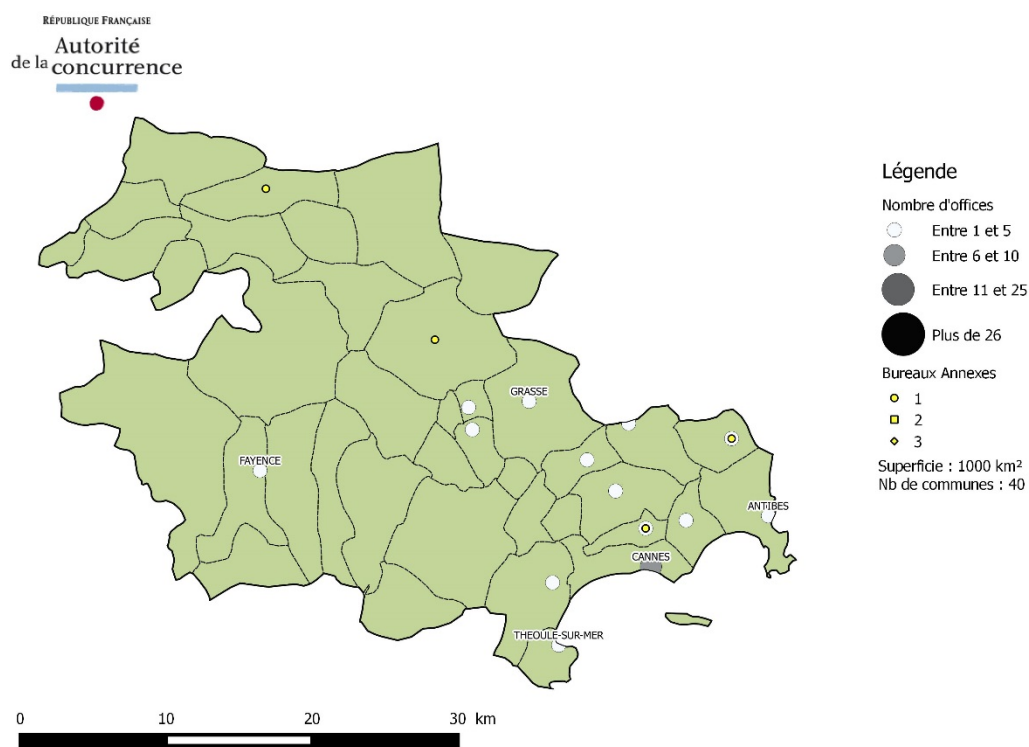 RÉPUBLIQUE FRANÇAISE
Autorité
de la concurrence
Légende
Nombre d'offices
Entre 1 et 5
Entre 6 et 10
Entre 11 et 25
Plus de 26
Bureaux Annexes
1
2
3
Superficie : 1000 km²
Nb de communes : 40
GRASSE
FAYENCE
ANTIBES
CANNES
THEOULE-SUR-MER
0 10 20 30 km